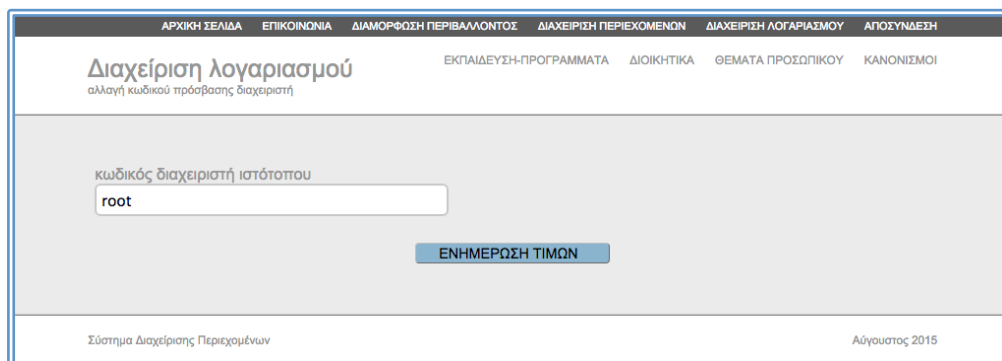 ΑΡΧΙΚΗ ΣΕΛΙΔΑ ΕΠΙΚΟΙΝΩΝΙΑ ΔΙΑΜΟΡΦΩΣΗ ΠΕΡΙΒΑΛΛΟΝΤΟΣ ΔΙΑΧΕΙΡΙΣΗ ΠΕΡΙΕΧΟΜΕΝΩΝ ΔΙΑΧΕΙΡΙΣΗ ΛΟΓΑΡΙΑΣΜΟΥ ΑΠΟΣΥΝΔΕΣΗ
ΕΚΠΑΙΔΕΥΣΗ-ΠΡΟΓΡΑΜΜΑΤΑ ΔΙΟΙΚΗΤΙΚΑ ΘΕΜΑΤΑ ΠΡΟΣΩΠΙΚΟΥ ΚΑΝΟΝΙΣΜΟΙ
Διαχείριση λογαριασμού
αλλαγή κωδικού πρόσβασης διαχειριστή
κωδικός διαχειριστή ιστότοπου
root
ΕΝΗΜΕΡΩΣΗ ΤΙΜΩΝ
Σύστημα Διαχείρισης Περιεχομένων Αύγουστος 2015